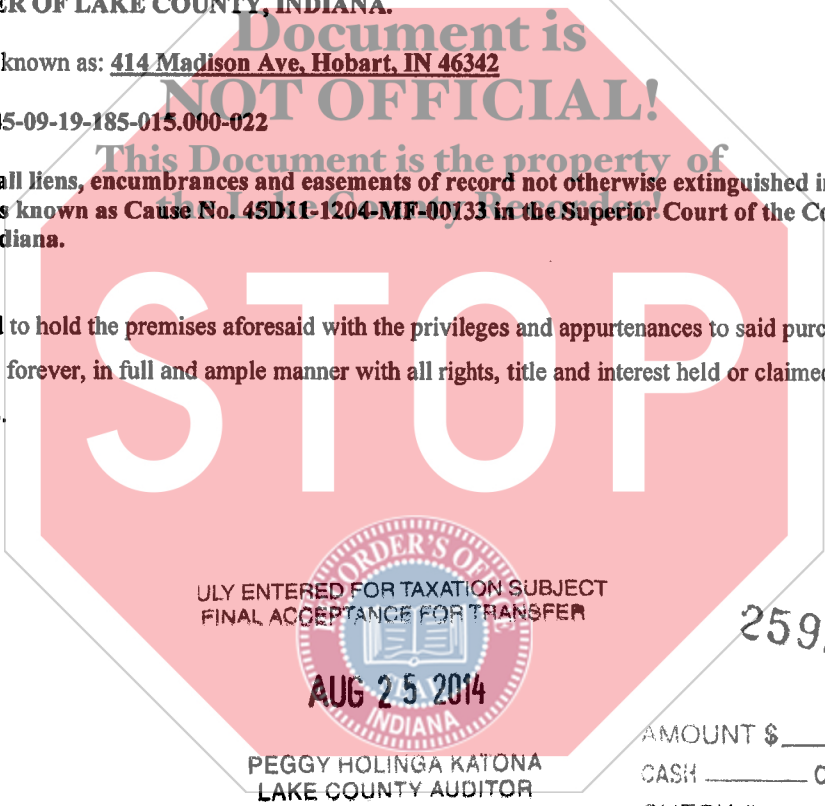 ER OF LAKE COUNTY, INDIANA.
Document is
known as: 414 Madison Ave, Hobart, IN 46342
NOT OFFICIAL!
5-09-19-185-015.000-022
This Document is the property of
all liens, encumbrances and easements of record not otherwise extinguished i
the Lake County Recorder!
s known as Cause No. 45D11-1204-MF-00133 in the Superior Court of the Co
diana.
STOP
d to hold the premises aforesaid with the privileges and appurtenances to said purc
forever, in full and ample manner with all rights, title and interest held or claimed
RECORDER'S OFFICE
ULY ENTERED FOR TAXATION SUBJECT
FINAL ACCEPTANCE FOR TRANSFER
259
AUG 25 2014
INDIANA
AMOUNT $
PEGGY HOLINGA KATONA
CASH
LAKE COUNTY AUDITOR